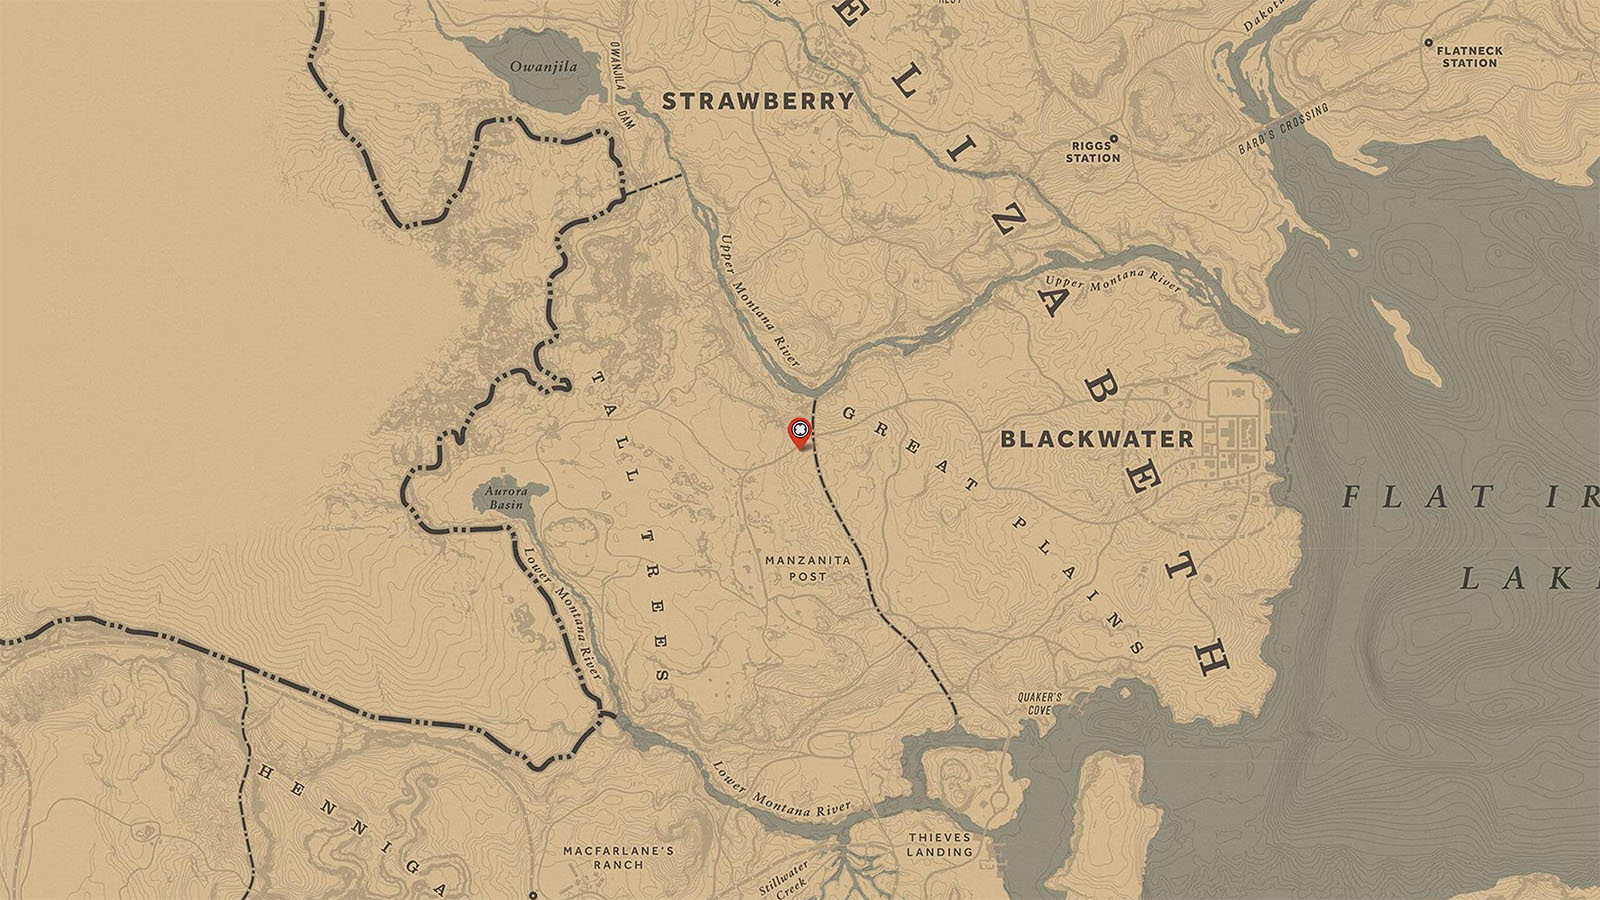 Dakota
FLATNECK
STATION
Owanjila
OWANJILA
DAM
STRAWBERRY
BARD'S CROSSING
RIGGS
STATION
ELIZABETH
Upper Montana River
Upper Montana River
TALL TREES
GREAT PLAINS
BLACKWATER
Aurora
Basin
FLAT IR
LAK
Lower Montana River
MANZANITA
POST
QUAKER'S
COVE
HENNIGA
Lower Montana River
MACFARLANE'S
RANCH
THIEVES
LANDING
Stillwater
Creek